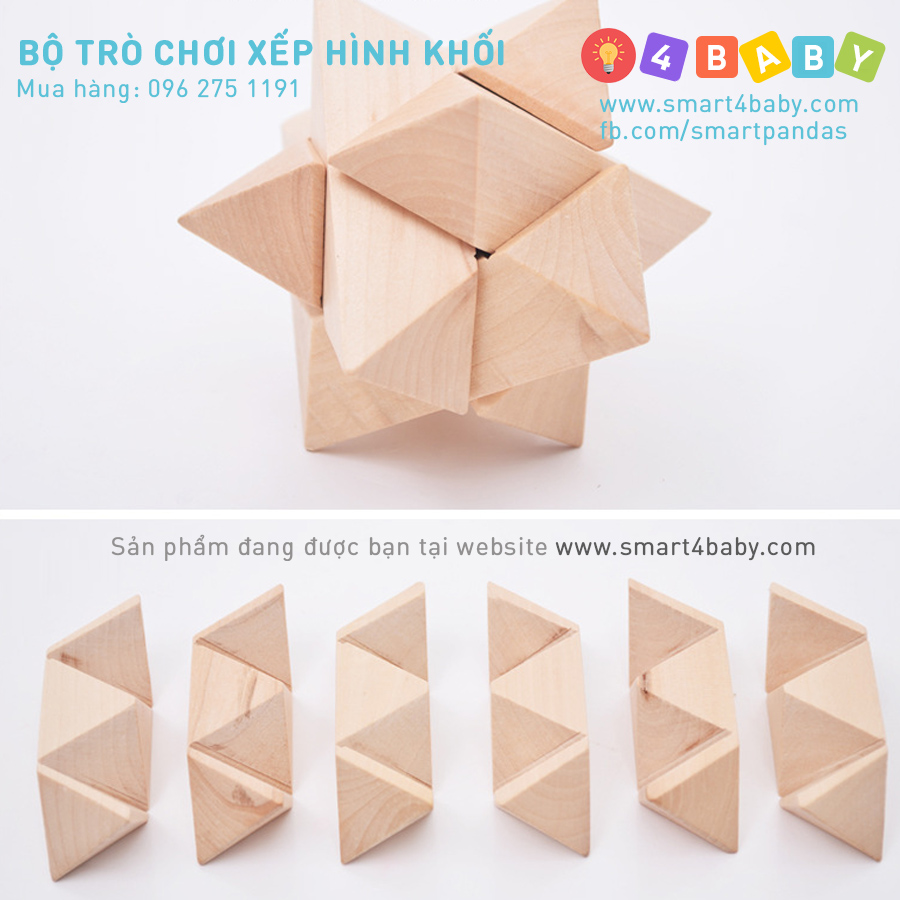 BỘ TRÒ CHƠI XẾP HÌNH KHỐI
Mua hàng: 096 275 1191
4BABY
www.smart4baby.com
fb.com/smartpandas
Sản phẩm đang được bạn tại website www.smart4baby.com